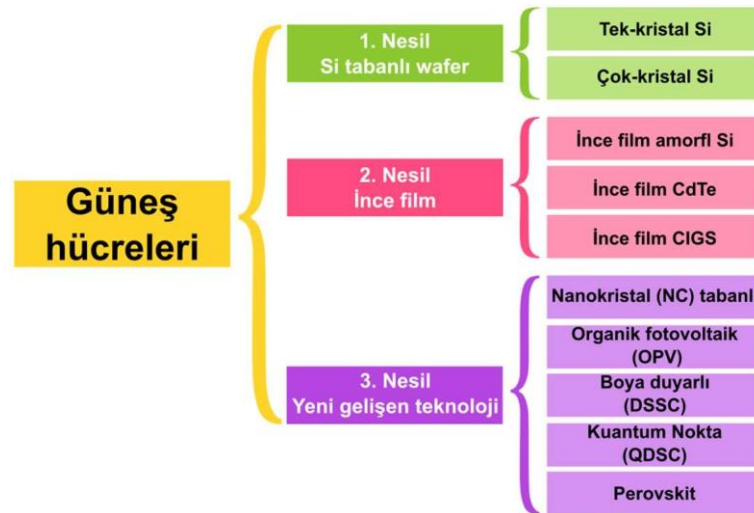 Güneş
hücreleri
1. Nesil
Si tabanlı wafer
Tek-kristal Si
Çok-kristal Si
2. Nesil
İnce film
İnce film amorfl Si
İnce film CdTe
İnce film CIGS
3. Nesil
Yeni gelişen teknoloji
Nanokristal (NC) tabanl
Organik fotovoltaik
(OPV)
Boya duyarlı
(DSSC)
Kuantum Nokta
(QDSC)
Perovskit